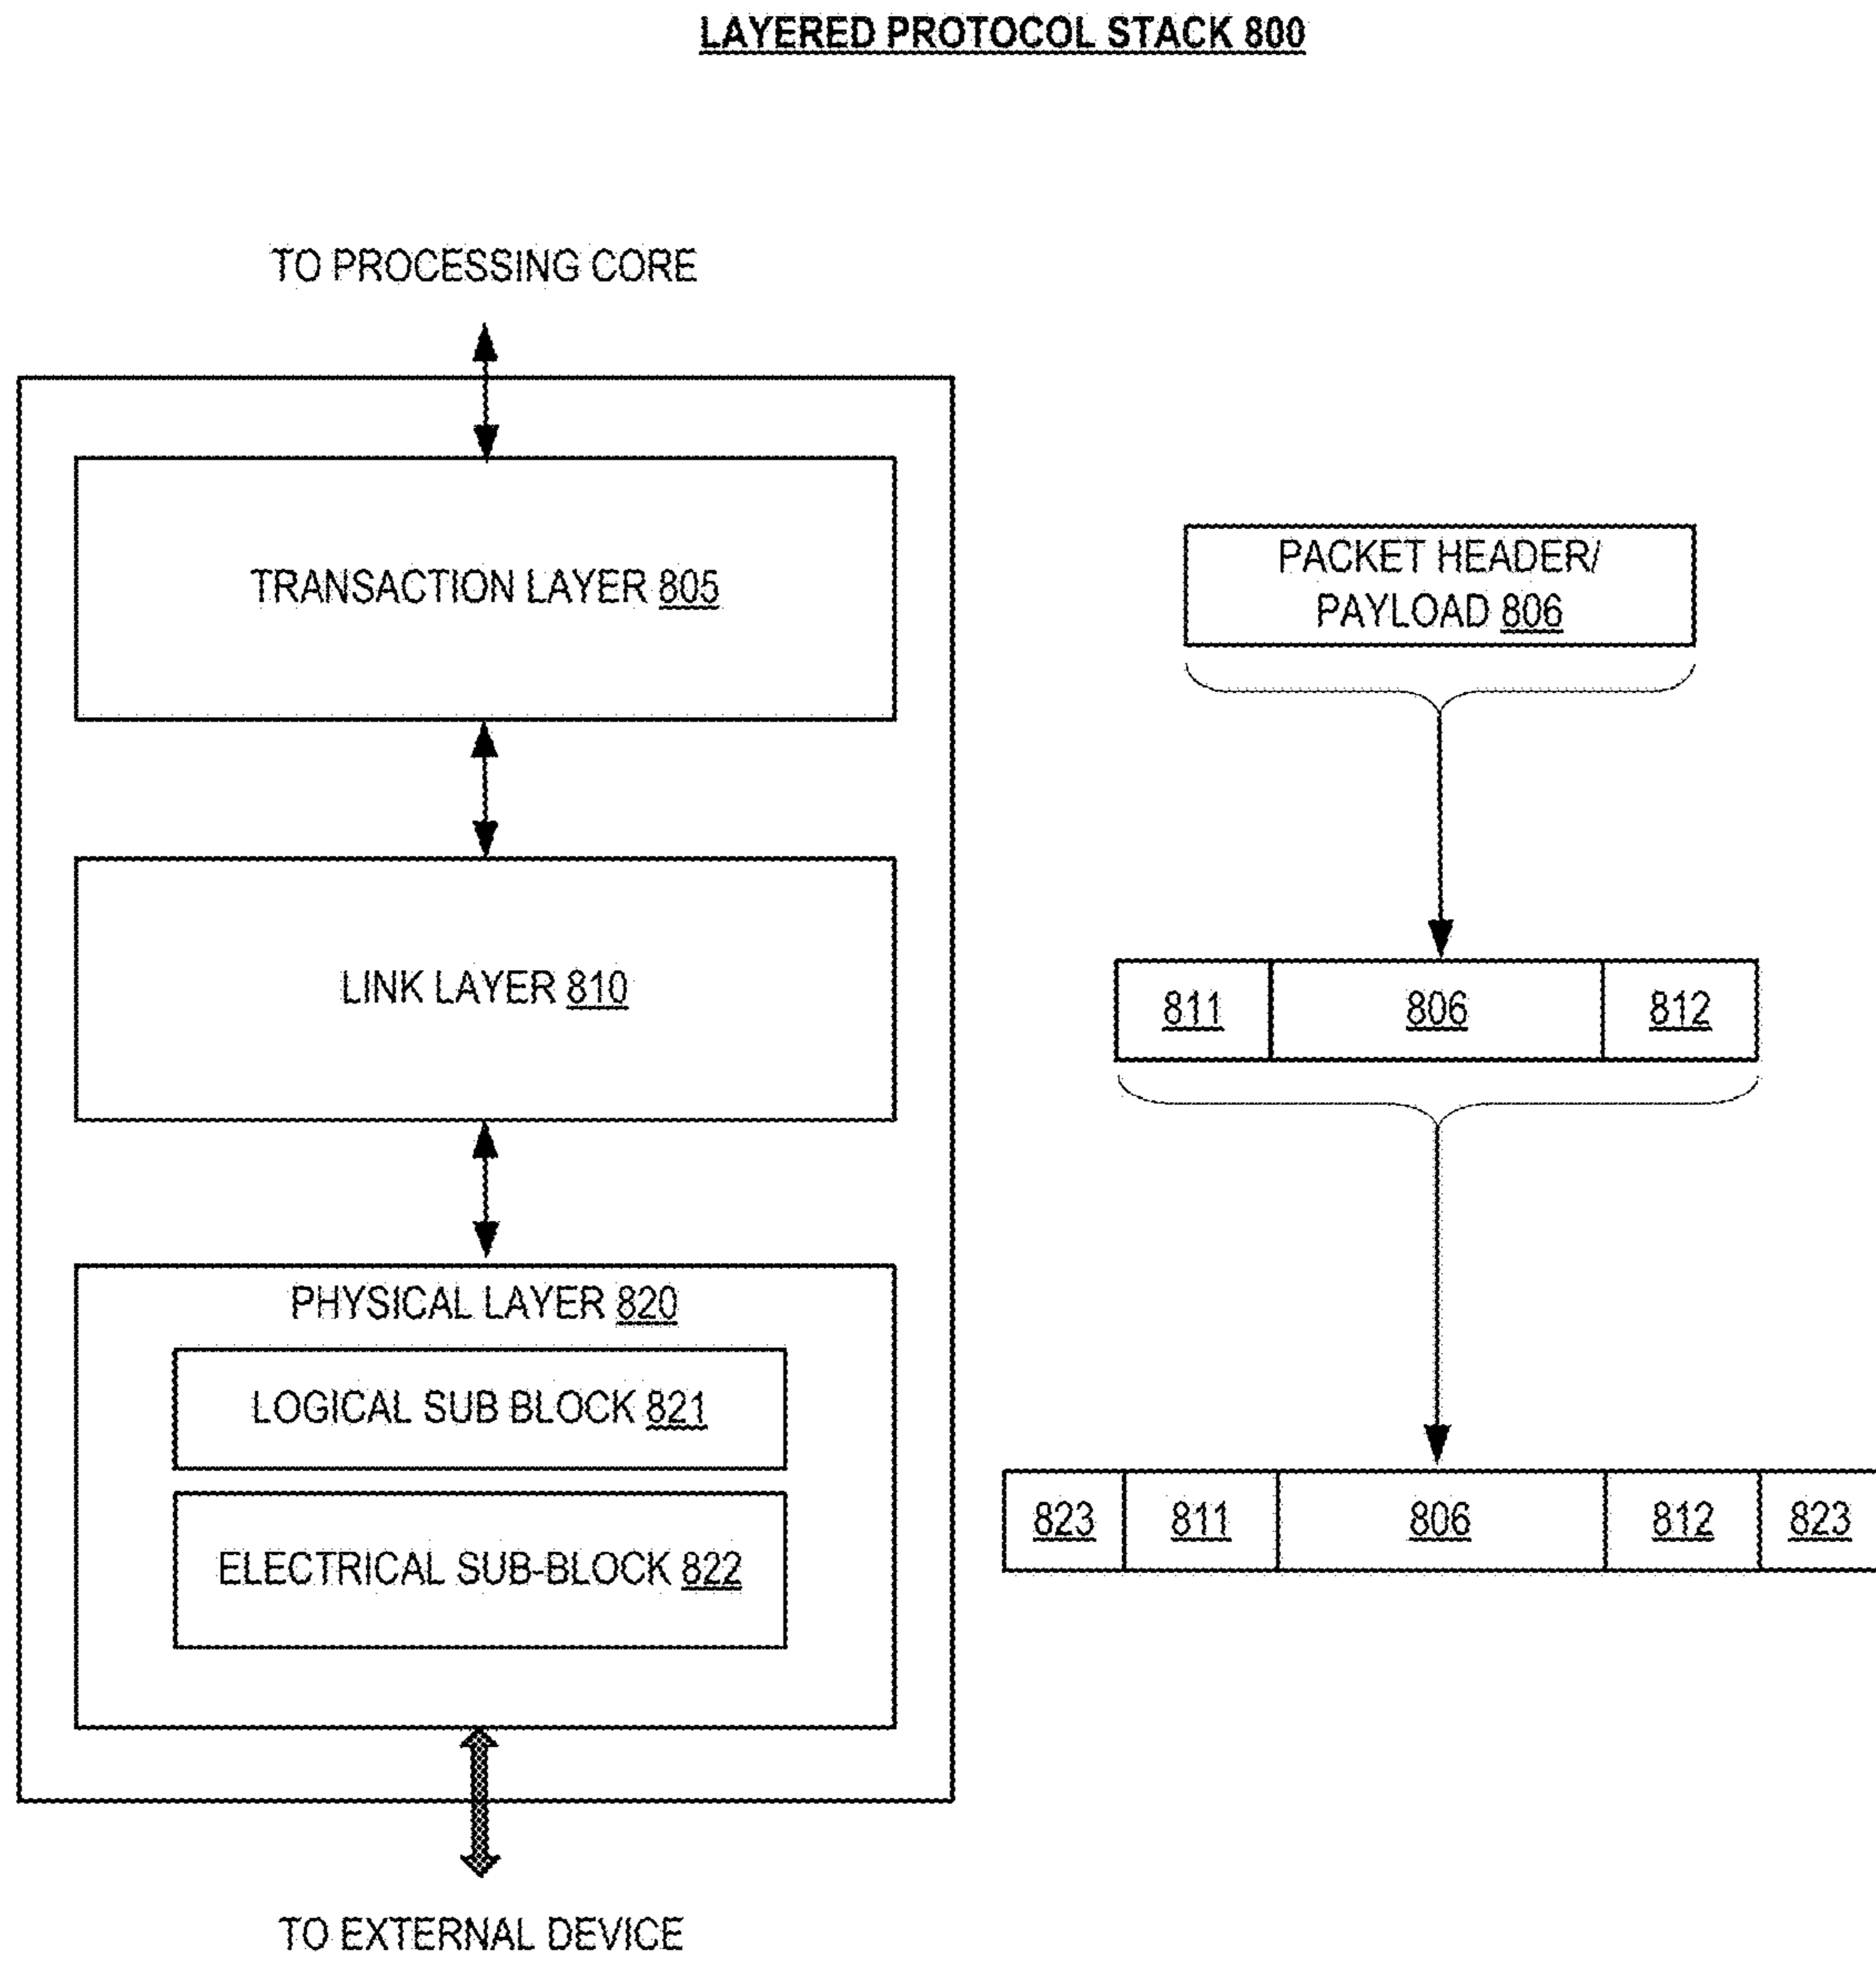 LAYERED PROTOCOL STACK 800
TO PROCESSING CORE
TRANSACTION LAYER 805
PACKET HEADER/
PAYLOAD 806
LINK LAYER 810
811 806 812
PHYSICAL LAYER 820
LOGICAL SUB BLOCK 821
ELECTRICAL SUB-BLOCK 822
823 811 806 812 823
TO EXTERNAL DEVICE